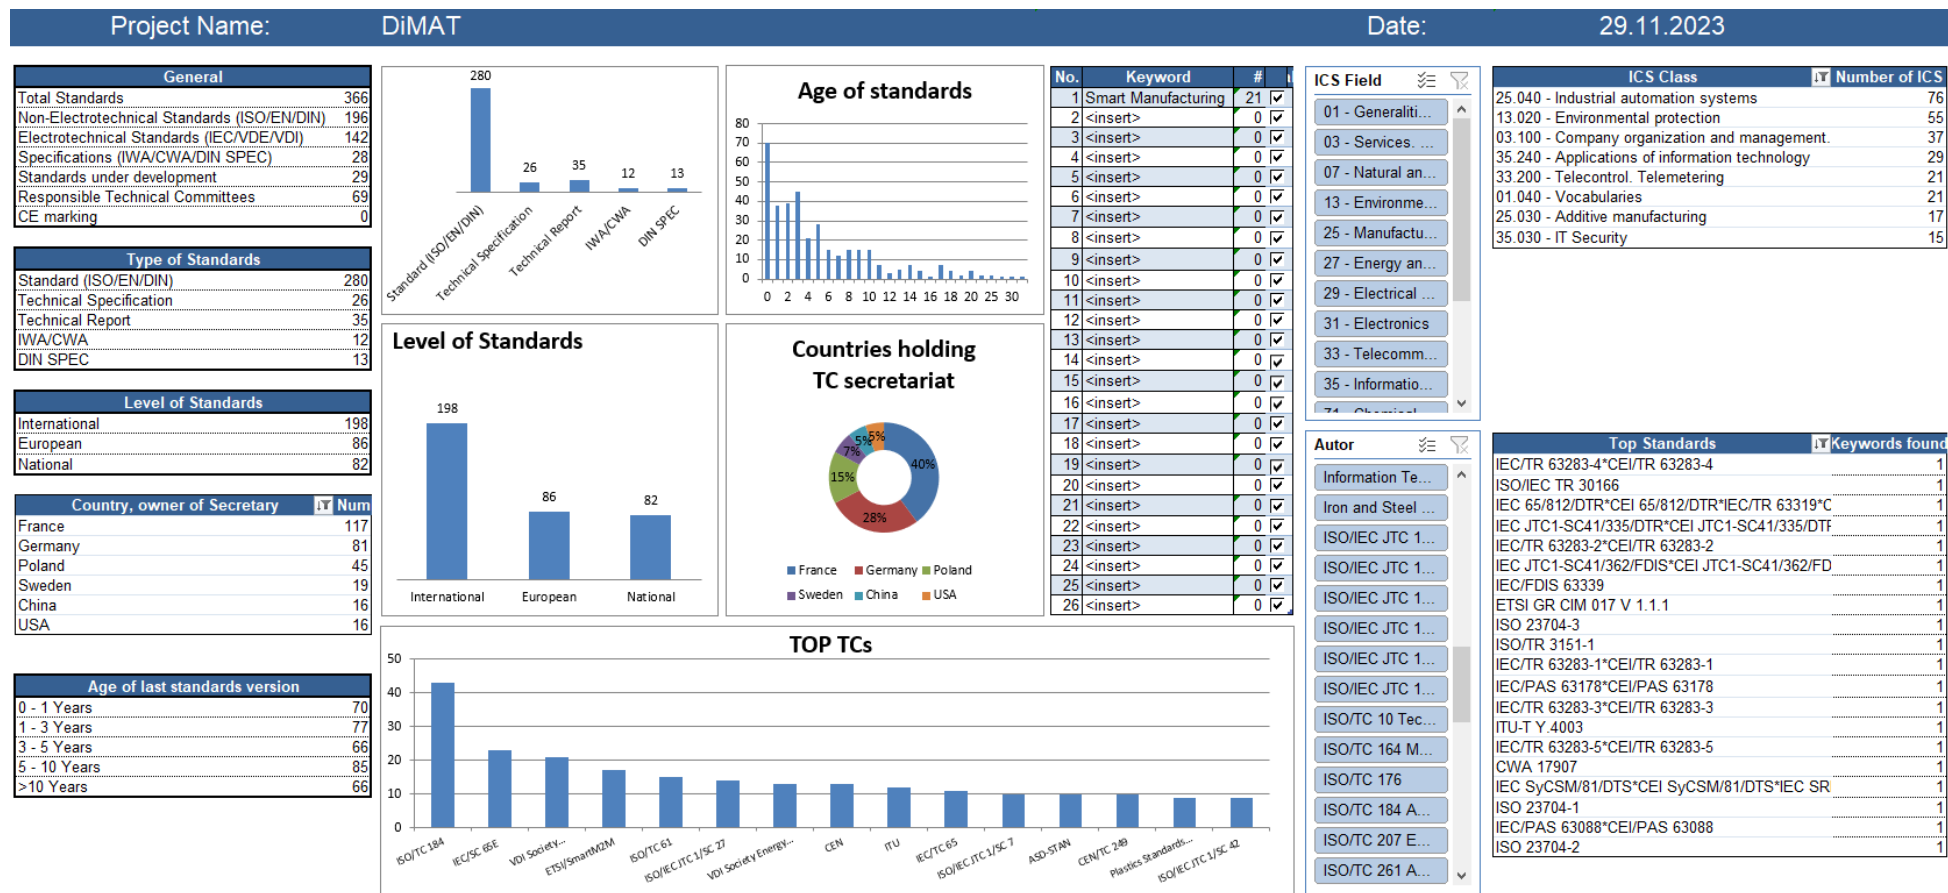 Project Name: DiMAT Date: 29.11.2023
General
Total Standards 366
Non-Electrotechnical Standards (ISO/EN/DIN) 196
Electrotechnical Standards (IEC/VDE/VDI) 142
Specifications (IWA/CWA/DIN SPEC) 28
Standards under development 29
Responsible Technical Committees 69
CE marking 0
Type of Standards
Standard (ISO/EN/DIN) 280
Technical Specification 26
Technical Report 35
IWA/CWA 12
DIN SPEC 13
Level of Standards
International 198
European 86
National 82
Country, owner of Secretary Num
France 117
Germany 81
Poland 45
Sweden 19
China 16
USA 16
Age of last standards version
0 - 1 Years 70
1 - 3 Years 77
3 - 5 Years 66
5 - 10 Years 85
>10 Years 66
280
26
35
12
13
Standard (ISO/EN/DIN)
Technical Specification
Technical Report
IWA/CWA
DIN SPEC
Age of standards
80
70
60
50
40
30
20
10
0
0 2 4 6 8 10 12 14 16 18 20 25 30
Level of Standards
198
86
82
International European National
Countries holding
TC secretariat
40%
28%
15%
7%
5%
5%
France Germany Poland
Sweden China USA
TOP TCs
50
40
30
20
10
0
ISO/TC 184
IEC/SC 65E
VDI Society...
ETSI/SmartM2M
ISO/TC 61
ISO/IEC JTC 1/SC 27
VDI Society Energy...
CEN
ITU
IEC/TC 65
ISO/IEC JTC 1/SC 7
ASD-STAN
CEN/TC 249
Plastics Standards...
ISO/IEC JTC 1/SC 42
No. Keyword #
1 Smart Manufacturing 21
2 <insert> 0
3 <insert> 0
4 <insert> 0
5 <insert> 0
6 <insert> 0
7 <insert> 0
8 <insert> 0
9 <insert> 0
10 <insert> 0
11 <insert> 0
12 <insert> 0
13 <insert> 0
14 <insert> 0
15 <insert> 0
16 <insert> 0
17 <insert> 0
18 <insert> 0
19 <insert> 0
20 <insert> 0
21 <insert> 0
22 <insert> 0
23 <insert> 0
24 <insert> 0
25 <insert> 0
26 <insert> 0
ICS Field
01 - Generaliti...
03 - Services. ...
07 - Natural an...
13 - Environme...
25 - Manufactu...
27 - Energy an...
29 - Electrical ...
31 - Electronics
33 - Telecomm...
35 - Informatio...
Autor
Information Te...
Iron and Steel ...
ISO/IEC JTC 1...
ISO/IEC JTC 1...
ISO/IEC JTC 1...
ISO/IEC JTC 1...
ISO/IEC JTC 1...
ISO/IEC JTC 1...
ISO/TC 10 Tec...
ISO/TC 164 M...
ISO/TC 176
ISO/TC 184 A...
ISO/TC 207 E...
ISO/TC 261 A...
ICS Class Number of ICS
25.040 - Industrial automation systems 76
13.020 - Environmental protection 55
03.100 - Company organization and management. 37
35.240 - Applications of information technology 29
33.200 - Telecontrol. Telemetering 21
01.040 - Vocabularies 21
25.030 - Additive manufacturing 17
35.030 - IT Security 15
Top Standards Keywords found
IEC/TR 63283-4*CEI/TR 63283-4 1
ISO/IEC TR 30166 1
IEC 65/812/DTR*CEI 65/812/DTR*IEC/TR 63319*C 1
IEC JTC1-SC41/335/DTR*CEI JTC1-SC41/335/DTF 1
IEC/TR 63283-2*CEI/TR 63283-2 1
IEC JTC1-SC41/362/FDIS*CEI JTC1-SC41/362/FD 1
IEC/FDIS 63339 1
ETSI GR CIM 017 V 1.1.1 1
ISO 23704-3 1
ISO/TR 3151-1 1
IEC/TR 63283-1*CEI/TR 63283-1 1
IEC/PAS 63178*CEI/PAS 63178 1
IEC/TR 63283-3*CEI/TR 63283-3 1
ITU-T Y.4003 1
IEC/TR 63283-5*CEI/TR 63283-5 1
CWA 17907 1
IEC SyCSM/81/DTS*CEI SyCSM/81/DTS*IEC SR 1
ISO 23704-1 1
IEC/PAS 63088*CEI/PAS 63088 1
ISO 23704-2 1